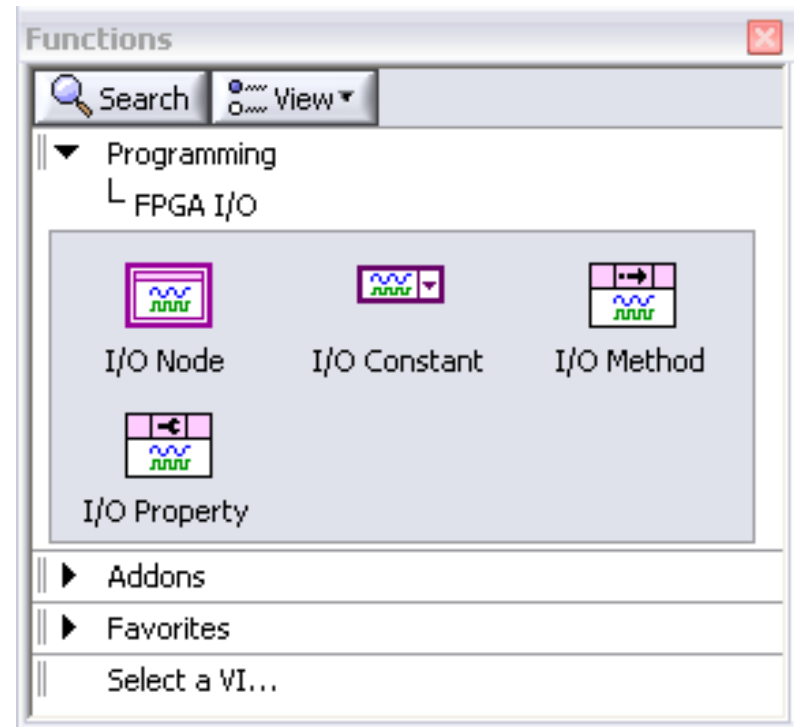 Functions
Search View
Programming
FPGA I/O
I/O Node I/O Constant I/O Method
I/O Property
Addons
Favorites
Select a VI...